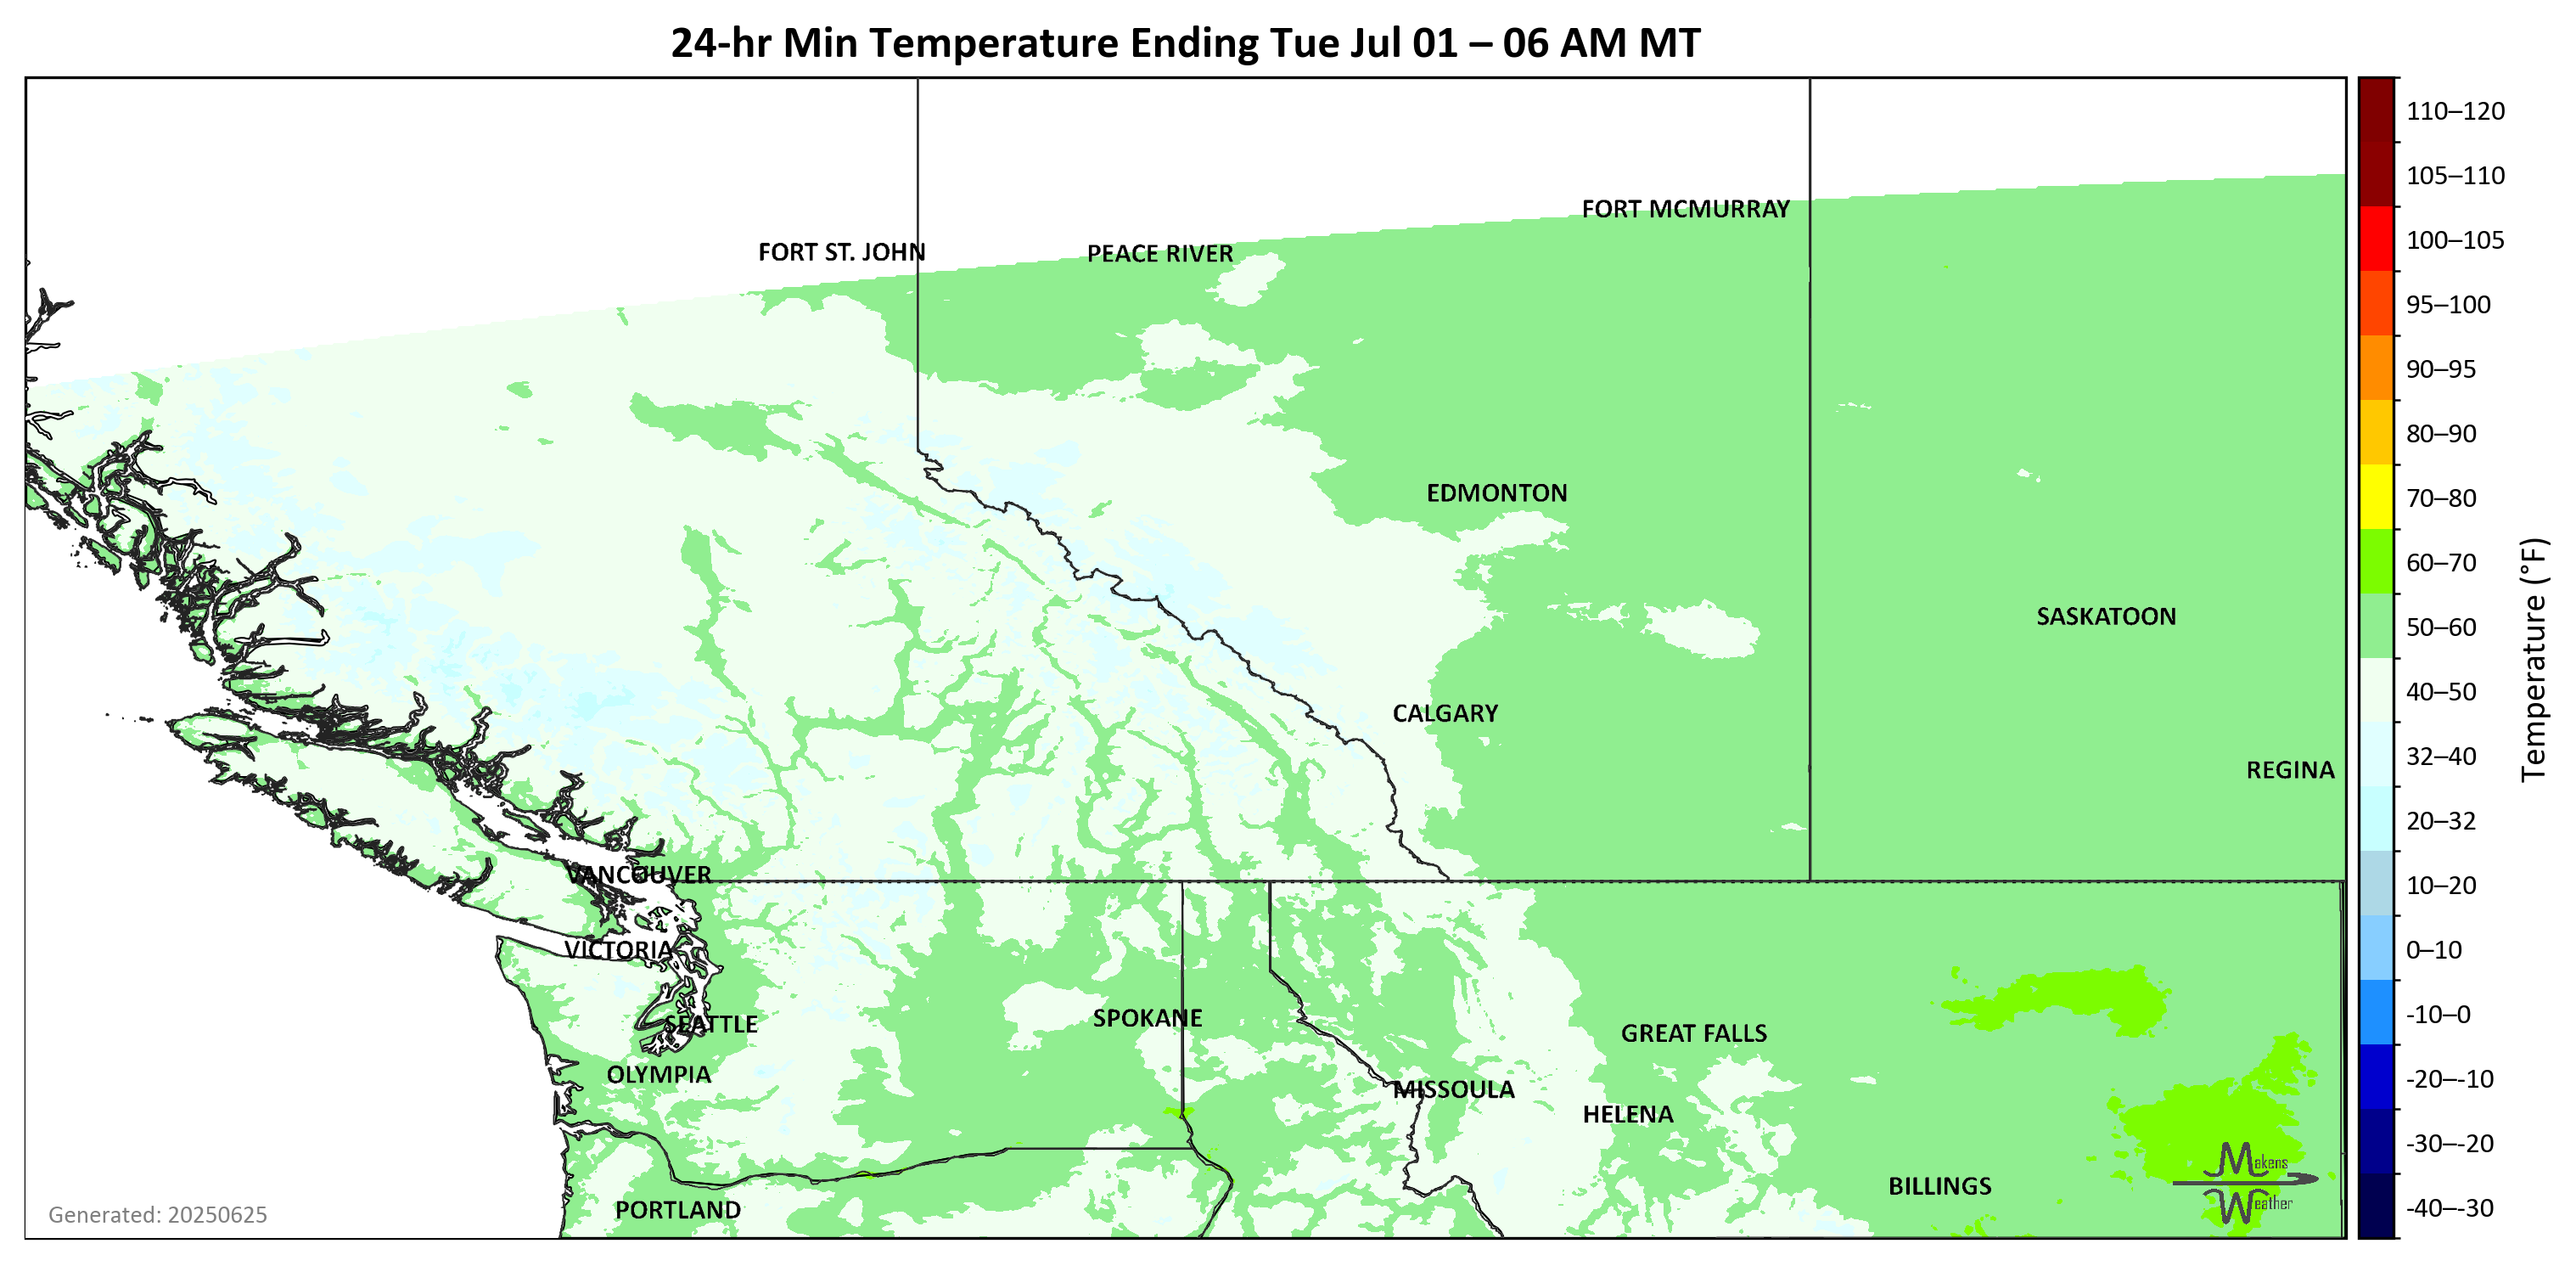 24-hr Min Temperature Ending Tue Jul 01 – 06 AM MT
FORT MCMURRAY
FORT ST. JOHN
PEACE RIVER
EDMONTON
SASKATOON
CALGARY
REGINA
VANCOUVER
VICTORIA
SEATTLE
SPOKANE
GREAT FALLS
OLYMPIA
MISSOULA
HELENA
BILLINGS
PORTLAND
Makens
Weather
Generated: 20250625
110–120
105–110
100–105
95–100
90–95
80–90
70–80
60–70
50–60
40–50
32–40
20–32
10–20
0–10
-10–0
-20–-10
-30–-20
-40–-30
Temperature (°F)